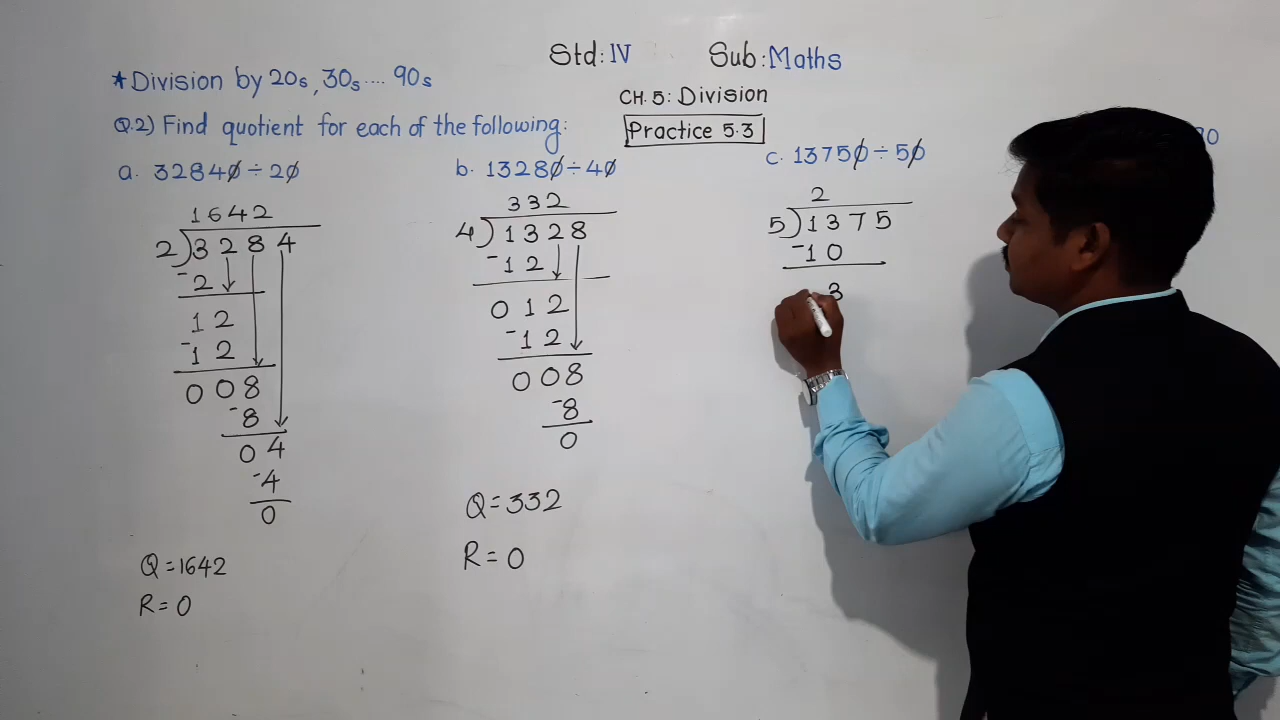 Std: IV Sub: Maths
*Division by 20s, 30s .... 90s
CH. 5: Division
Q.2) Find quotient for each of the following:
Practice 5.3
a. 32840 ÷ 20
1642
2)3284
-2
12
-12
008
-8
04
-4
0
Q = 1642
R = 0
b. 13280 ÷ 40
332
4)1328
-12
012
-12
008
-8
0
Q = 332
R = 0
c. 13750 ÷ 50
2
5)1375
-10
3